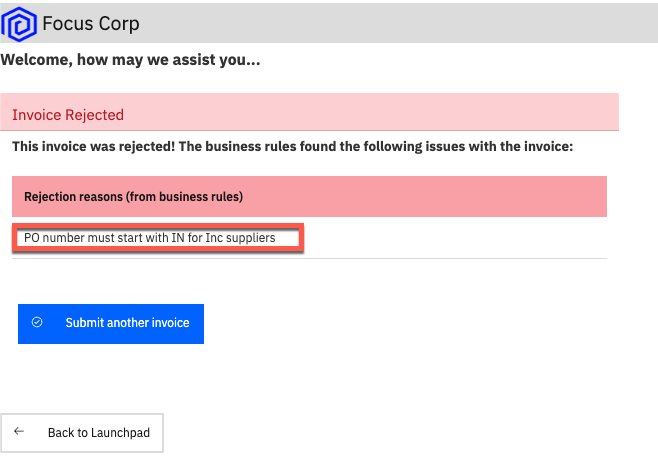 Focus Corp
Welcome, how may we assist you...
Invoice Rejected
This invoice was rejected! The business rules found the following issues with the invoice:
Rejection reasons (from business rules)
PO number must start with IN for Inc suppliers
Submit another invoice
Back to Launchpad